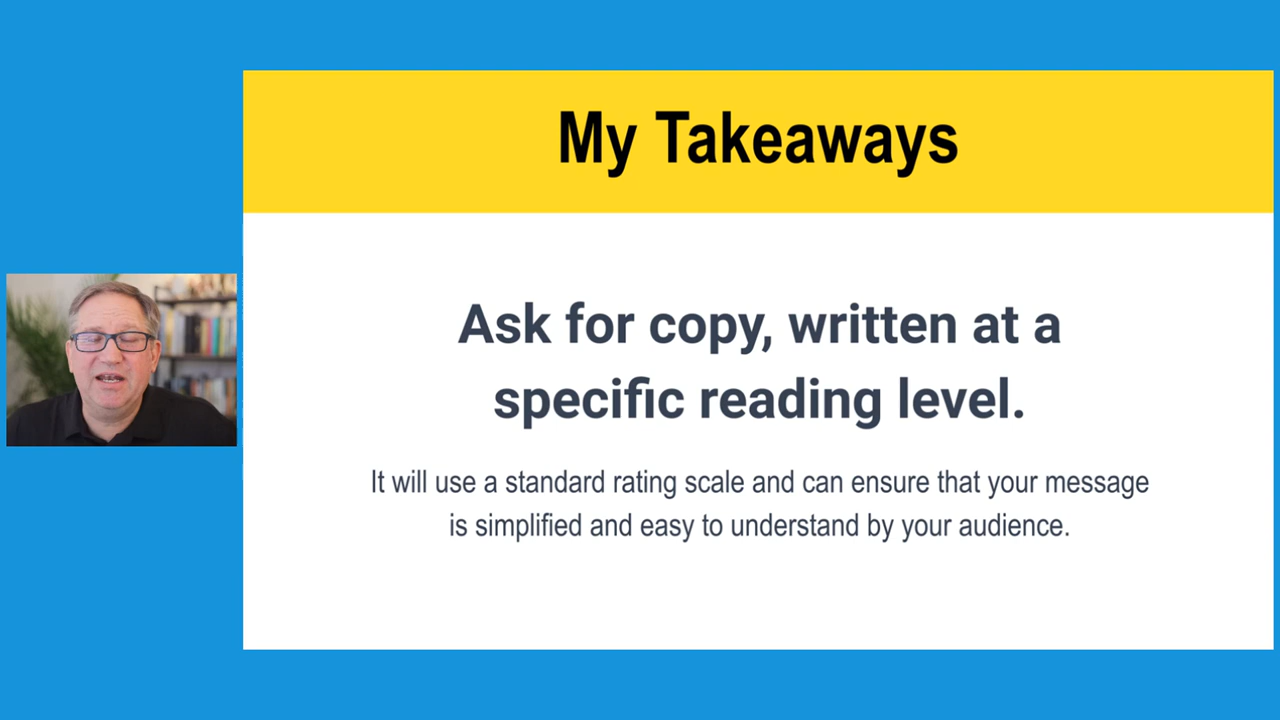 My Takeaways
Ask for copy, written at a
specific reading level.
It will use a standard rating scale and can ensure that your message
is simplified and easy to understand by your audience.